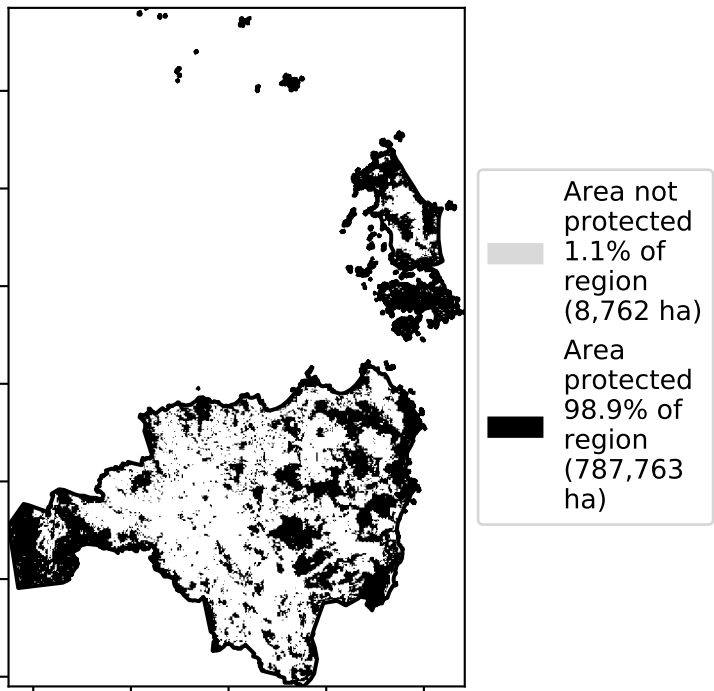 Area not
protected
1.1% of
region
(8,762 ha)
Area
protected
98.9% of
region
(787,763
ha)